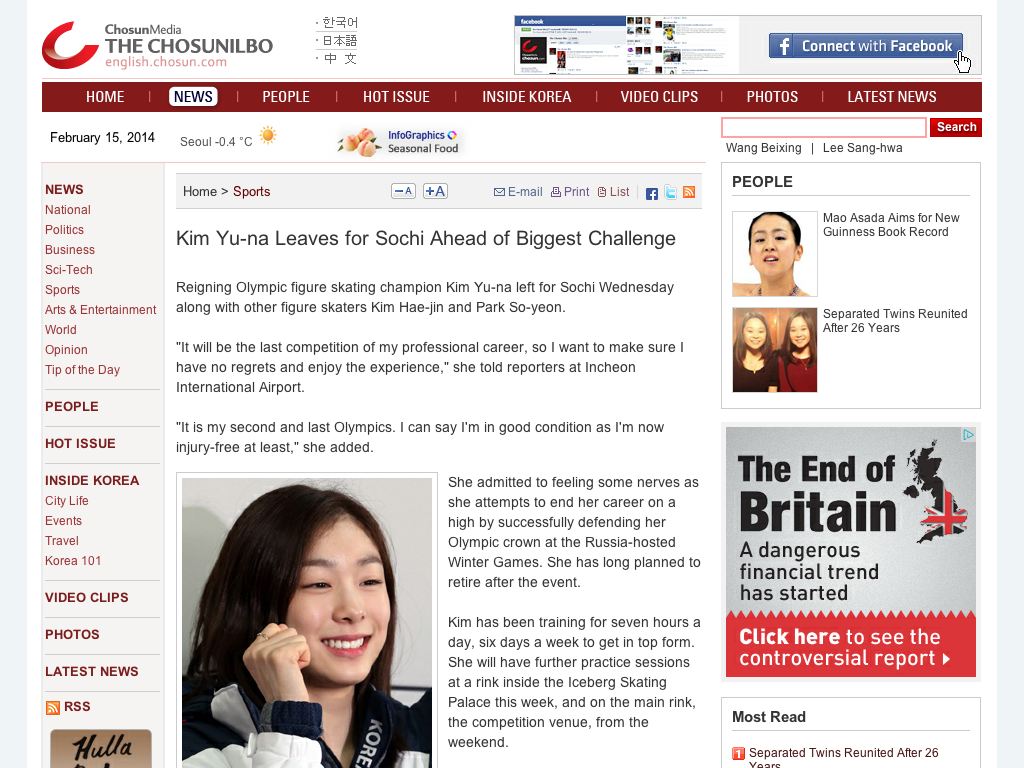 ChosunMedia
THE CHOSUNILBO
english.chosun.com
· 한국어
· 日本語
· 中 文
facebook
f Connect with Facebook
HOME | NEWS | PEOPLE | HOT ISSUE | INSIDE KOREA | VIDEO CLIPS | PHOTOS | LATEST NEWS
February 15, 2014
Seoul -0.4 °C
InfoGraphics
Seasonal Food
Search
Wang Beixing | Lee Sang-hwa
NEWS
National
Politics
Business
Sci-Tech
Sports
Arts & Entertainment
World
Opinion
Tip of the Day
PEOPLE
HOT ISSUE
INSIDE KOREA
City Life
Events
Travel
Korea 101
VIDEO CLIPS
PHOTOS
LATEST NEWS
RSS
Hulla
Home > Sports
−A +A
E-mail Print List
Kim Yu-na Leaves for Sochi Ahead of Biggest Challenge
Reigning Olympic figure skating champion Kim Yu-na left for Sochi Wednesday
along with other figure skaters Kim Hae-jin and Park So-yeon.
"It will be the last competition of my professional career, so I want to make sure I
have no regrets and enjoy the experience," she told reporters at Incheon
International Airport.
"It is my second and last Olympics. I can say I'm in good condition as I'm now
injury-free at least," she added.
She admitted to feeling some nerves as
she attempts to end her career on a
high by successfully defending her
Olympic crown at the Russia-hosted
Winter Games. She has long planned to
retire after the event.
Kim has been training for seven hours a
day, six days a week to get in top form.
She will have further practice sessions
at a rink inside the Iceberg Skating
Palace this week, and on the main rink,
the competition venue, from the
weekend.
KOREA
PEOPLE
Mao Asada Aims for New
Guinness Book Record
Separated Twins Reunited
After 26 Years
The End of
Britain
A dangerous
financial trend
has started
Click here to see the
controversial report
Most Read
1 Separated Twins Reunited After 26
Years